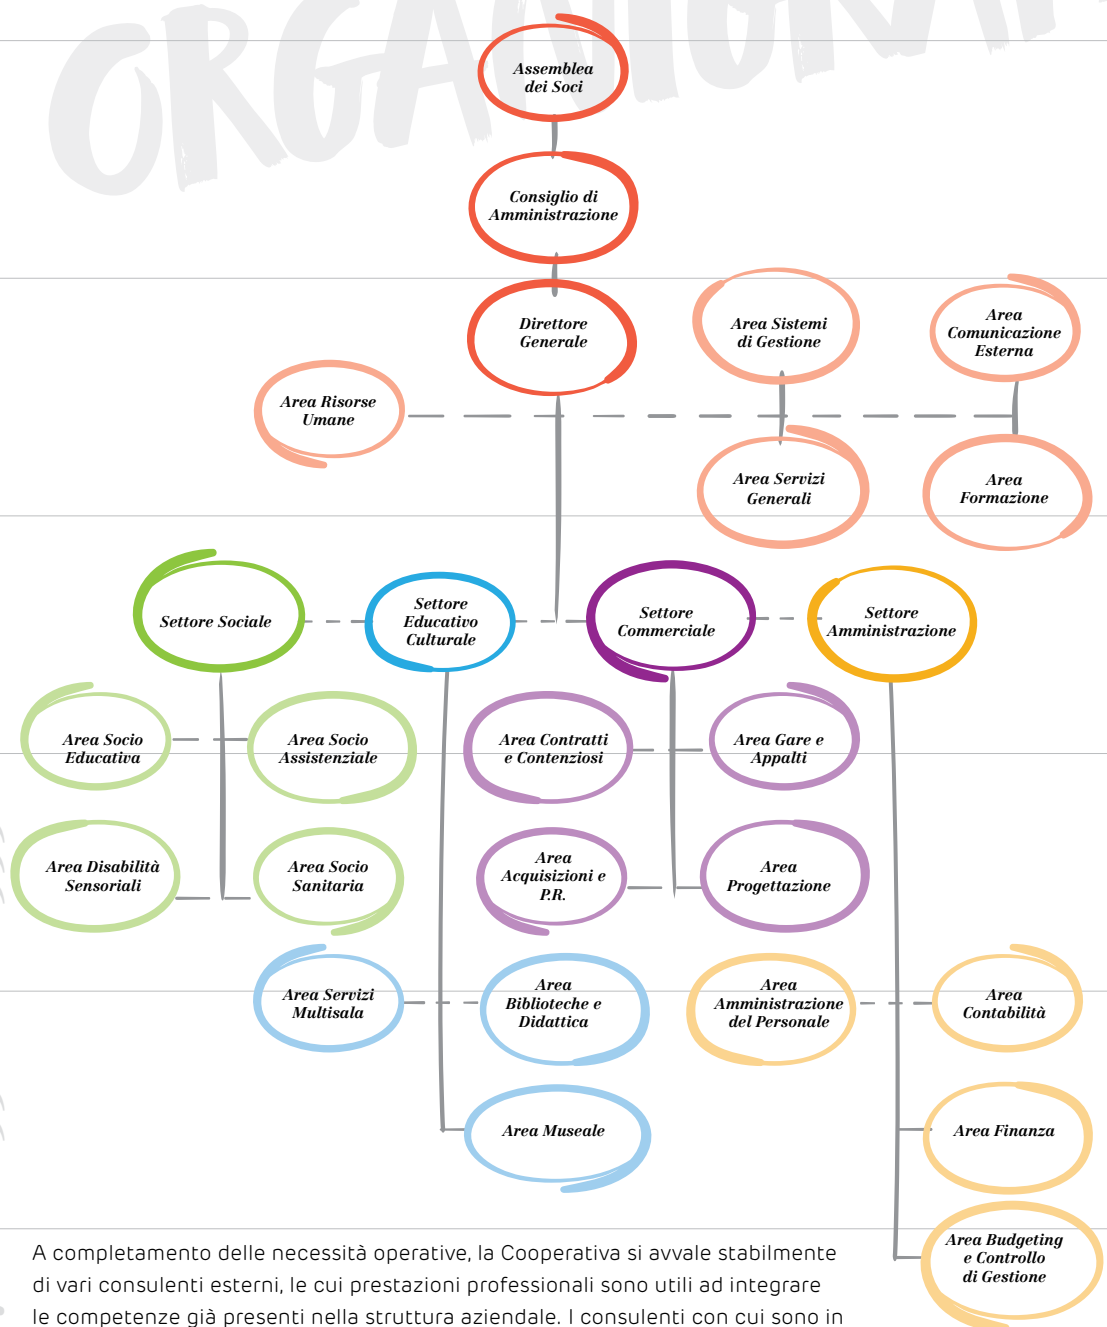 Assemblea
dei Soci
Consiglio di
Amministrazione
Direttore
Generale
Area Sistemi
di Gestione
Area
Comunicazione
Esterna
Area Risorse
Umane
Area Servizi
Generali
Area
Formazione
Settore Sociale
Settore
Educativo
Culturale
Settore
Commerciale
Settore
Amministrazione
Area Socio
Educativa
Area Socio
Assistenziale
Area Contratti
e Contenziosi
Area Gare e
Appalti
Area Disabilità
Sensoriali
Area Socio
Sanitaria
Area
Acquisizioni e
P.R.
Area
Progettazione
Area Servizi
Multisala
Area
Biblioteche e
Didattica
Area
Amministrazione
del Personale
Area
Contabilità
Area Museale
Area Finanza
Area Budgeting
e Controllo
di Gestione
A completamento delle necessità operative, la Cooperativa si avvale stabilmente
di vari consulenti esterni, le cui prestazioni professionali sono utili ad integrare
le competenze già presenti nella struttura aziendale. I consulenti con cui sono in